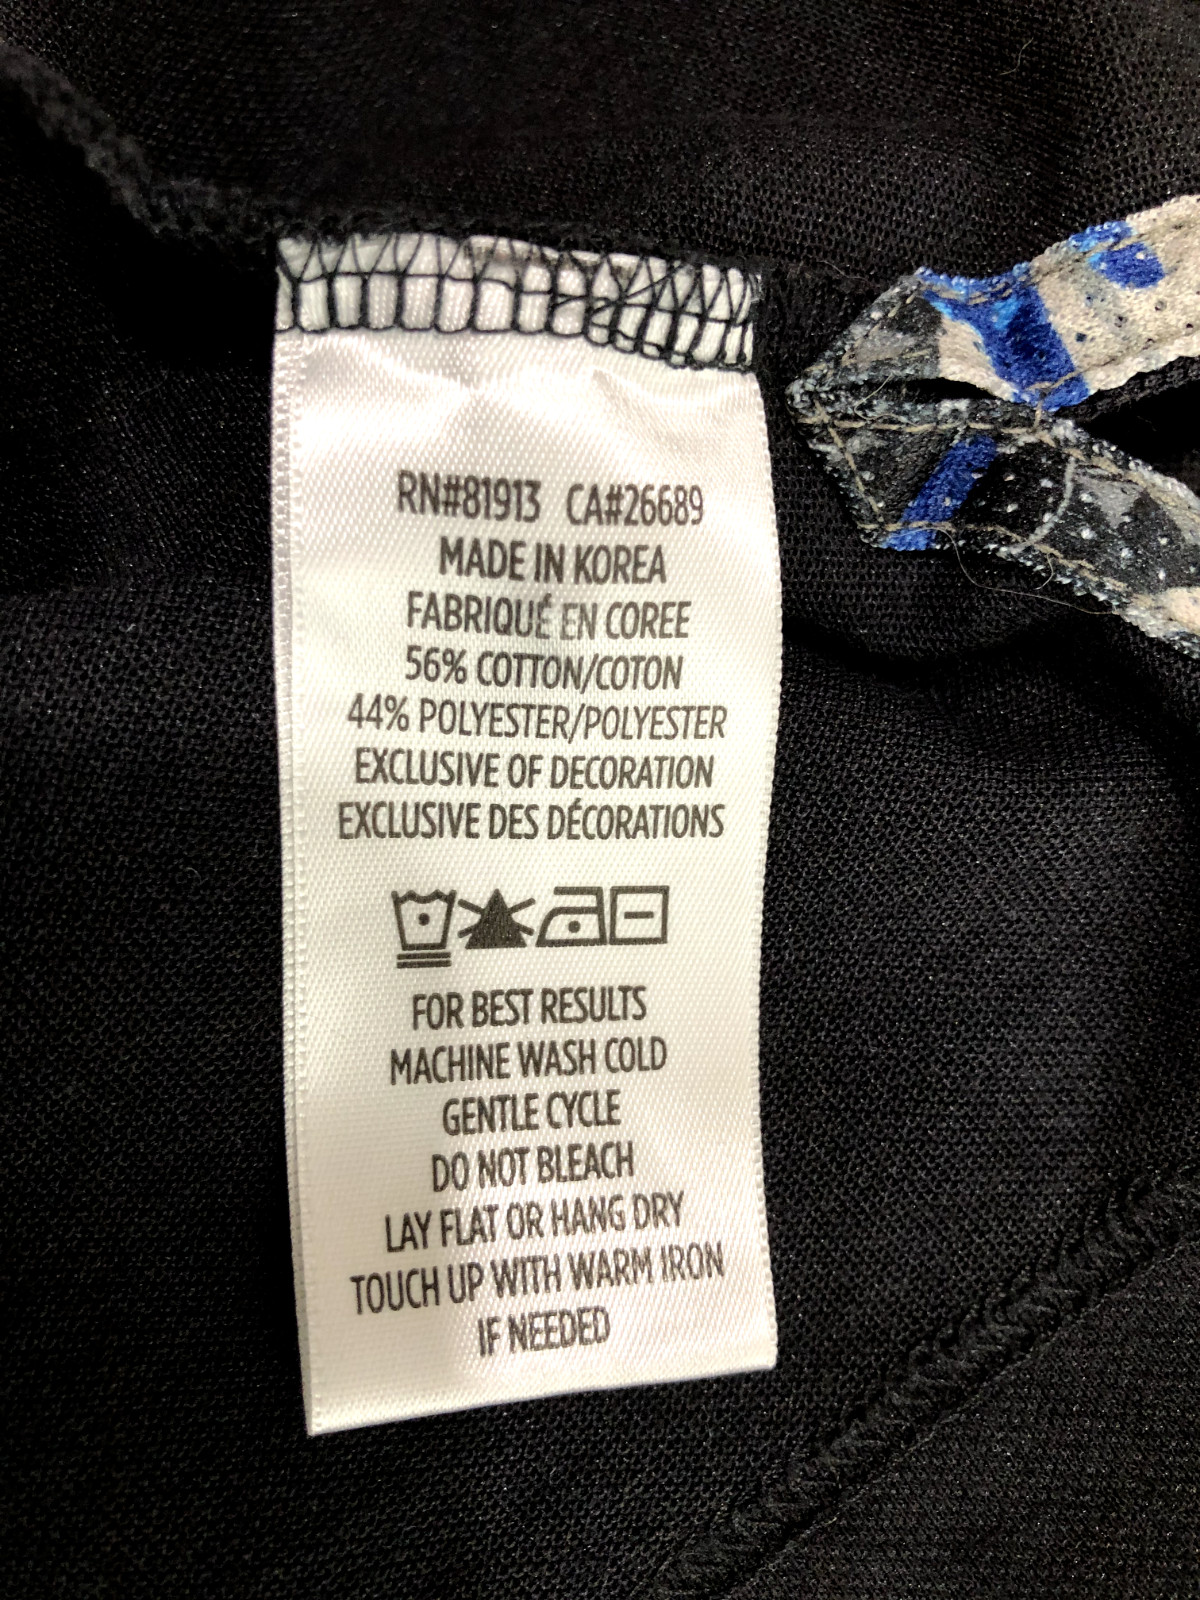 RN#81913 CA#26689
MADE IN KOREA
FABRIQUÉ EN COREE
56% COTTON/COTON
44% POLYESTER/POLYESTER
EXCLUSIVE OF DECORATION
EXCLUSIVE DES DÉCORATIONS
FOR BEST RESULTS
MACHINE WASH COLD
GENTLE CYCLE
DO NOT BLEACH
LAY FLAT OR HANG DRY
TOUCH UP WITH WARM IRON
IF NEEDED